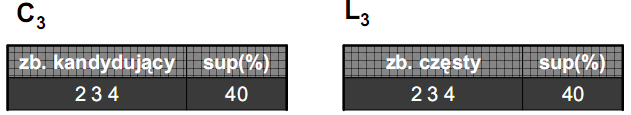 C3 L3
zb. kandydujący sup(%) zb. częsty sup(%)
2 3 4 40 2 3 4 40